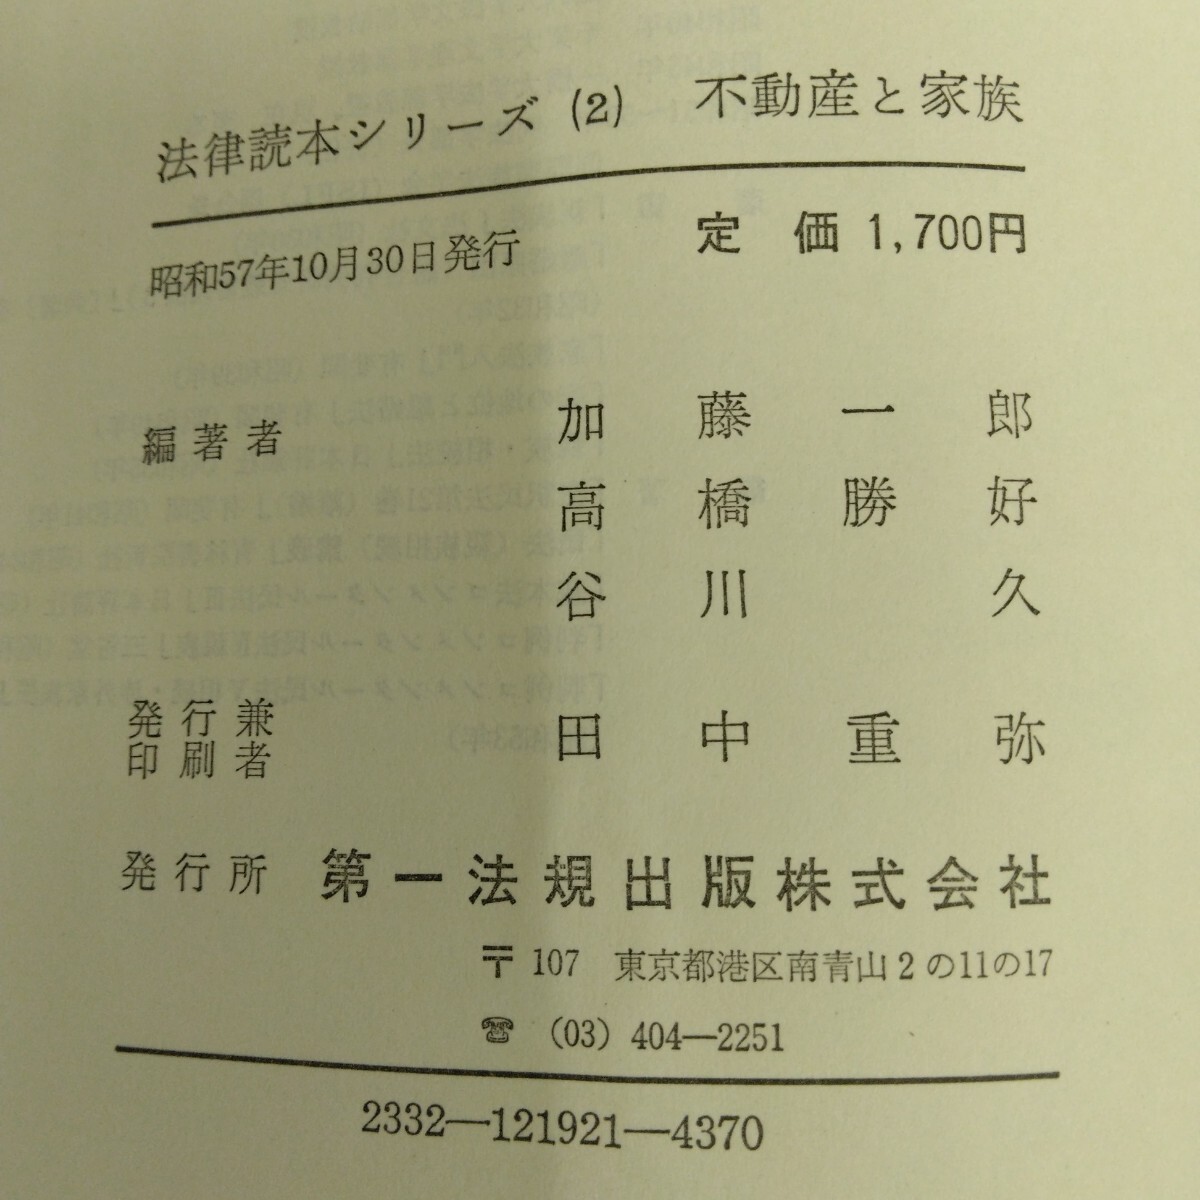 法律読本シリーズ (2) 不動産と家族
昭和57年10月30日発行 定 価 1,700円
編著者 加藤一郎
高橋勝好
谷川久
発行兼
印刷者 田中重弥
発行所 第一法規出版株式会社
〒107 東京都港区南青山2の11の17
☎ (03) 404—2251
2332—121921—4370